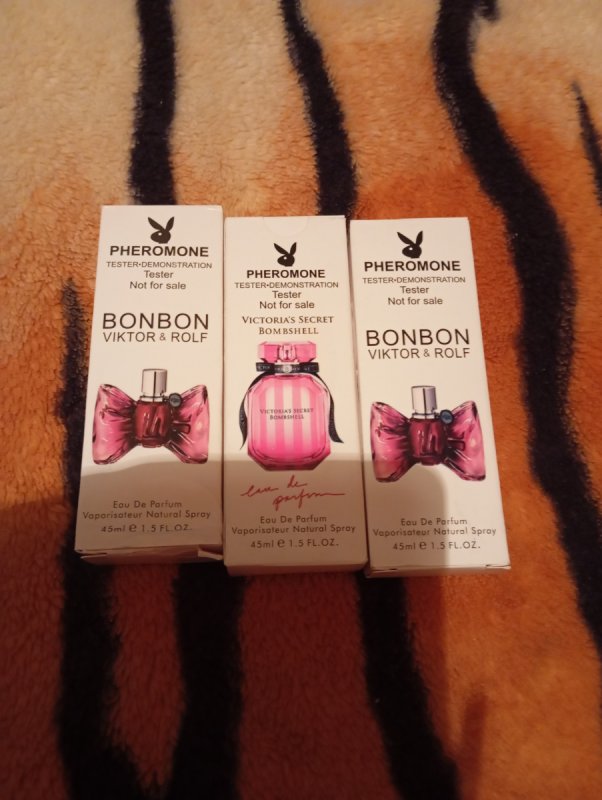 PHEROMONE
TESTER•DEMONSTRATION
Tester
Not for sale
BONBON
VIKTOR & ROLF
Eau De Parfum
Vaporisateur Natural Spray
45ml e 1.5 FL.OZ.
PHEROMONE
TESTER•DEMONSTRATION
Tester
Not for sale
VICTORIA'S SECRET
BOMBSHELL
VICTORIA'S SECRET
BOMBSHELL
eau de
parfum
Eau De Parfum
Vaporisateur Natural Spray
45ml e 1.5 FL.OZ.
PHEROMONE
TESTER•DEMONSTRATION
Tester
Not for sale
BONBON
VIKTOR & ROLF
Eau De Parfum
Vaporisateur Natural Spray
45ml e 1.5 FL.OZ.